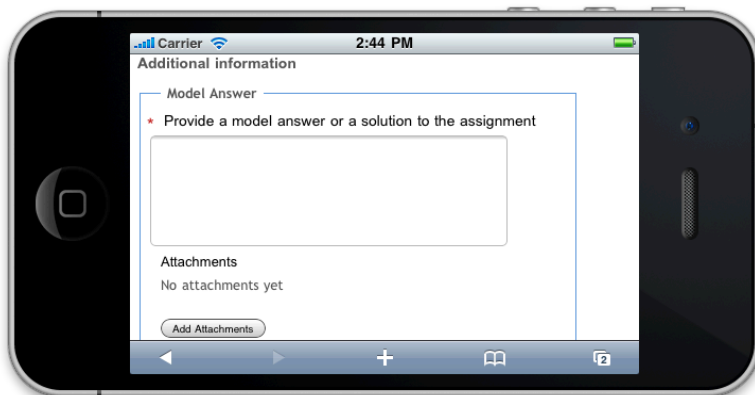 Carrier 2:44 PM
Additional information
Model Answer
* Provide a model answer or a solution to the assignment
Attachments
No attachments yet
Add Attachments
2